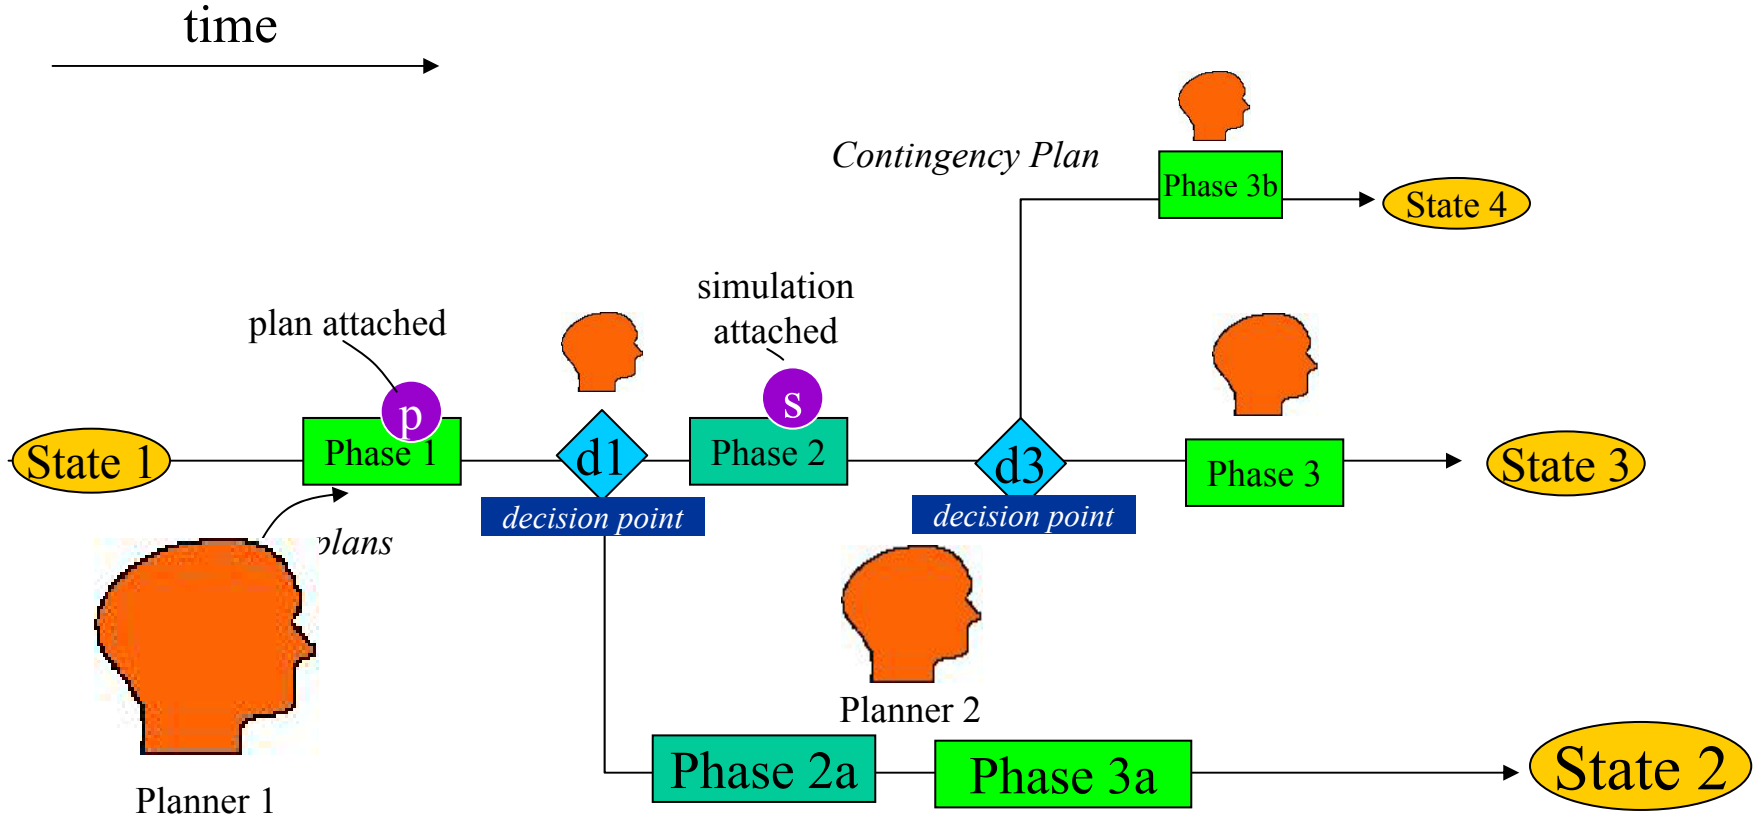 time
Contingency Plan
Phase 3b
State 4
simulation
attached
plan attached
p
s
State 1
Phase 1
d1
Phase 2
d3
Phase 3
State 3
decision point
decision point
plans
Planner 2
Planner 1
Phase 2a
Phase 3a
State 2